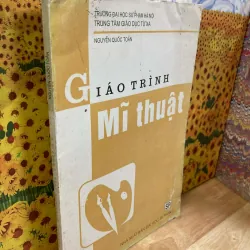 TRƯỜNG ĐẠI HỌC SƯ PHẠM HÀ NỘI
TRUNG TÂM GIÁO DỤC TỪ XA
NGUYỄN QUỐC TOẢN
GIÁO TRÌNH
Mĩ thuật